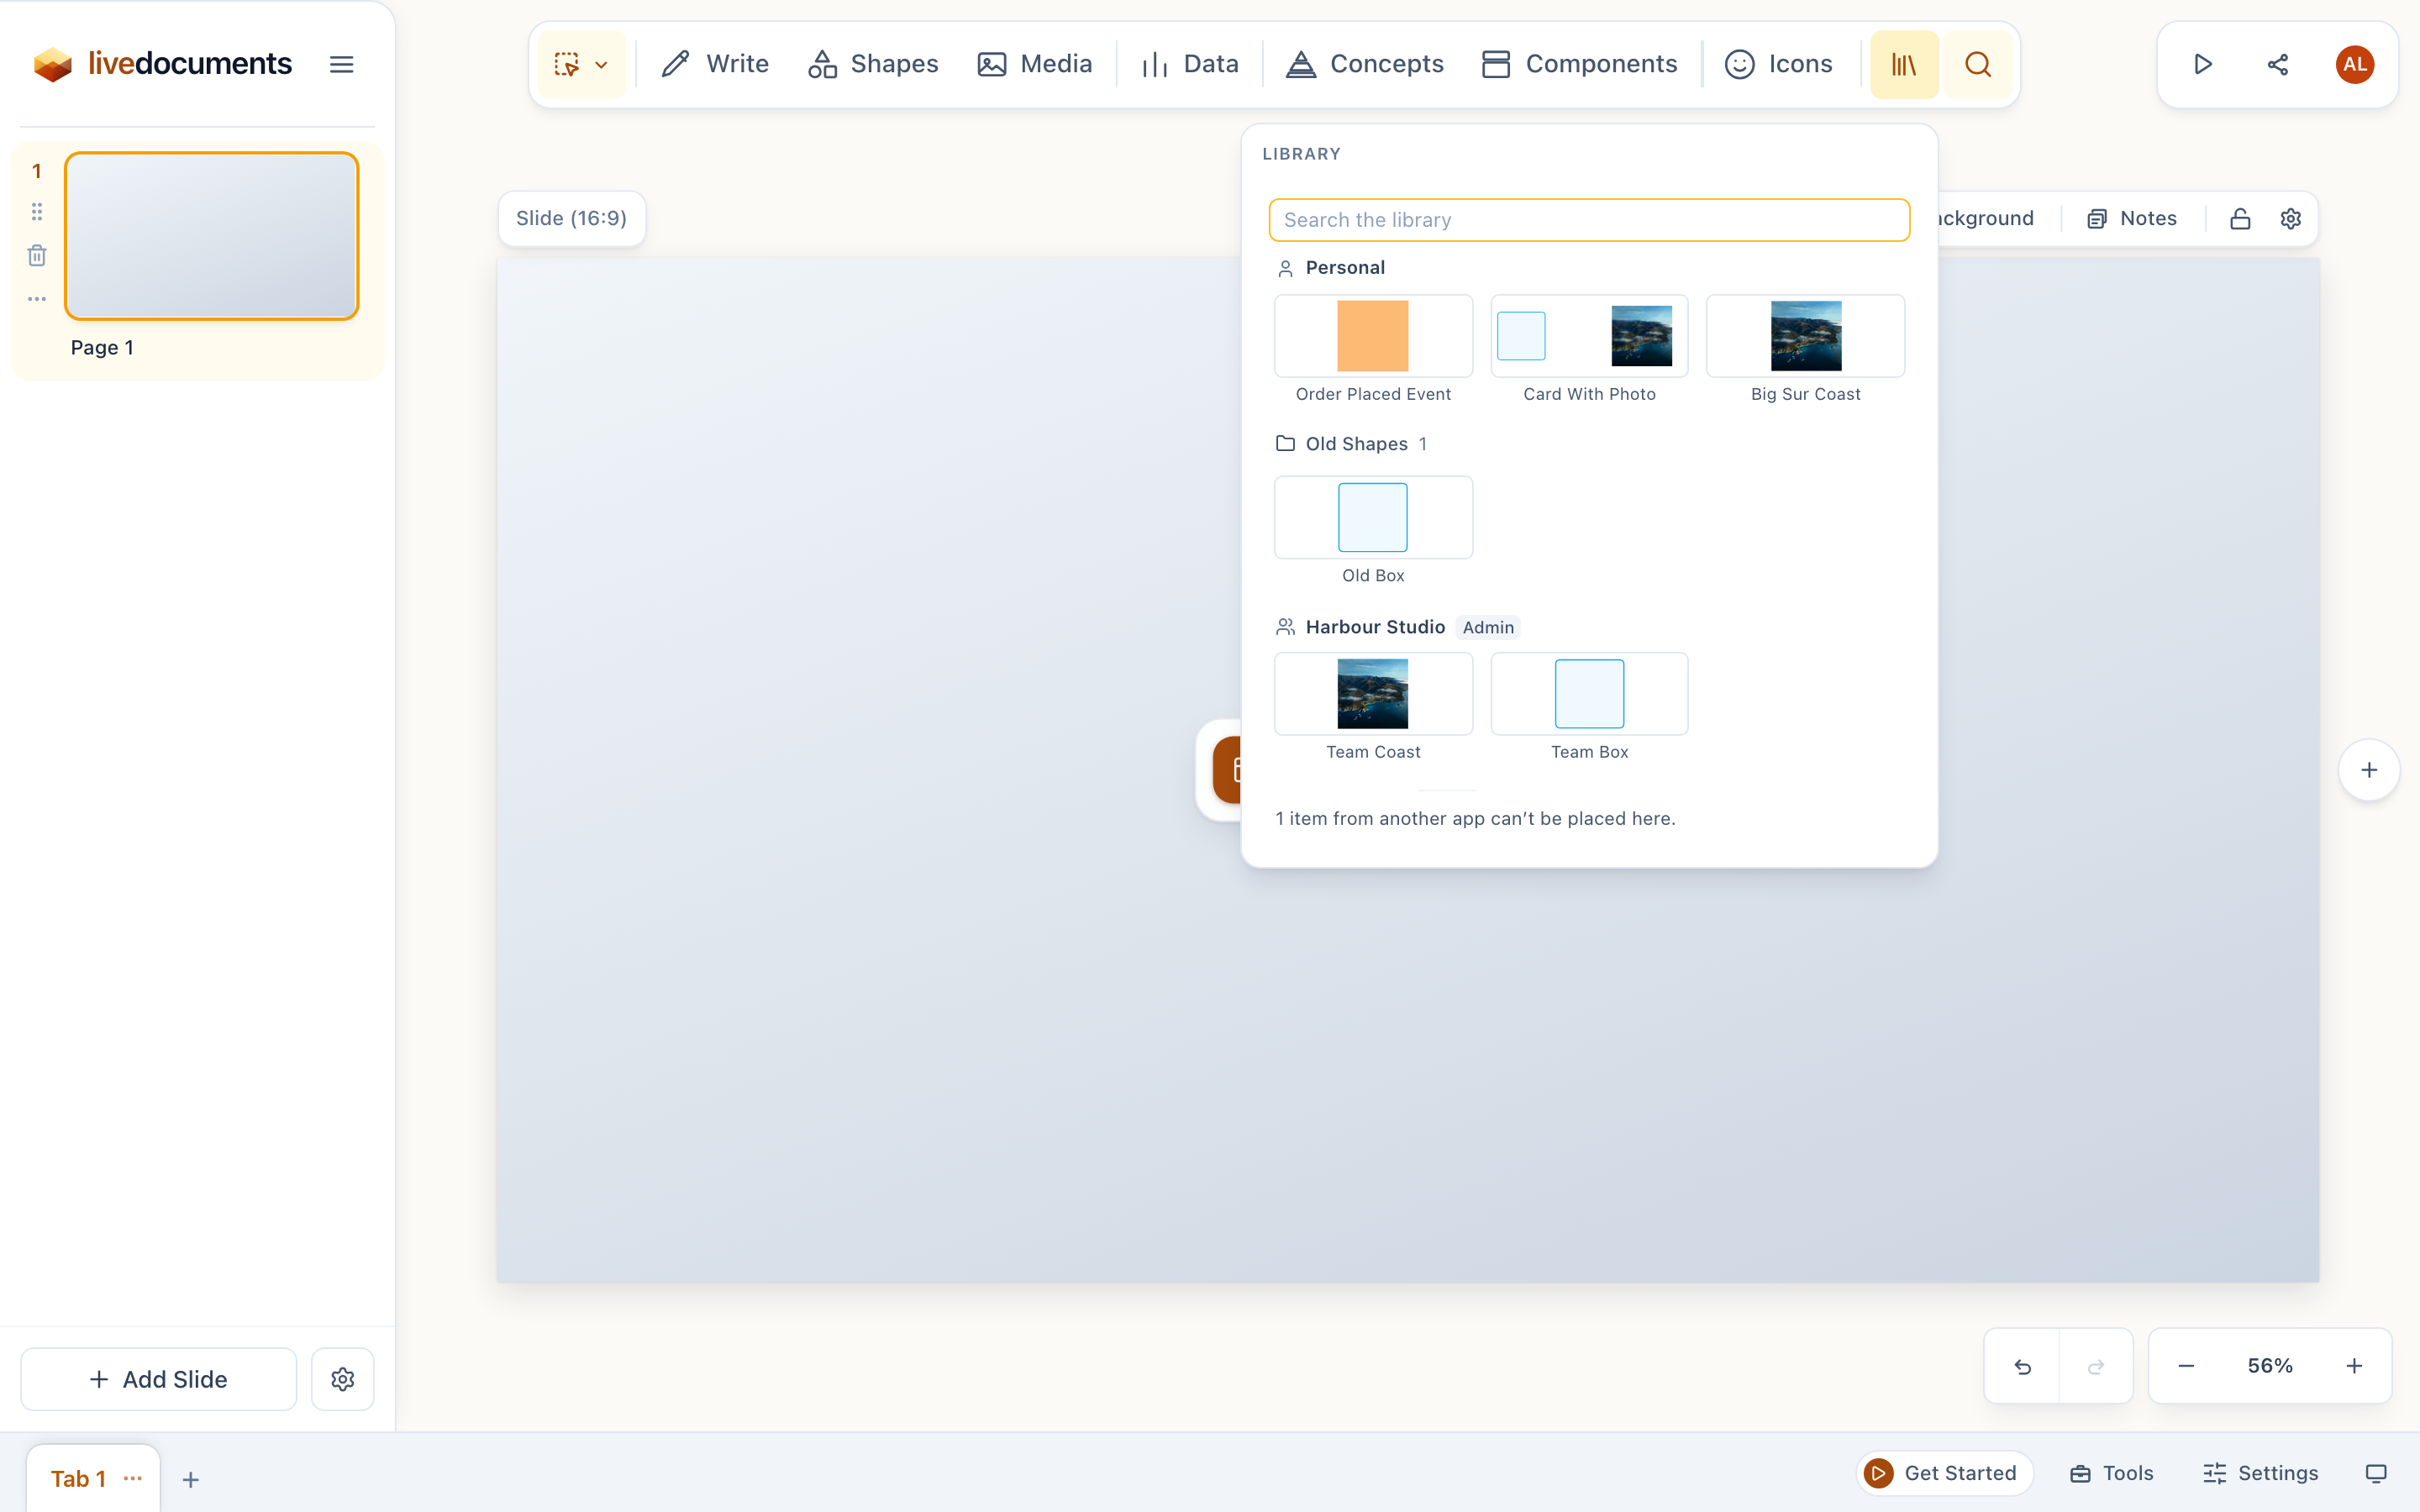 livedocuments
Write
Shapes
Media
Data
Concepts
Components
Icons
AL
1
Page 1
Slide (16:9)
ckground
Notes
LIBRARY
Search the library
Personal
Order Placed Event
Card With Photo
Big Sur Coast
Old Shapes 1
Old Box
Harbour Studio Admin
Team Coast
Team Box
1 item from another app can’t be placed here.
Add Slide
56%
Tab 1
Get Started
Tools
Settings